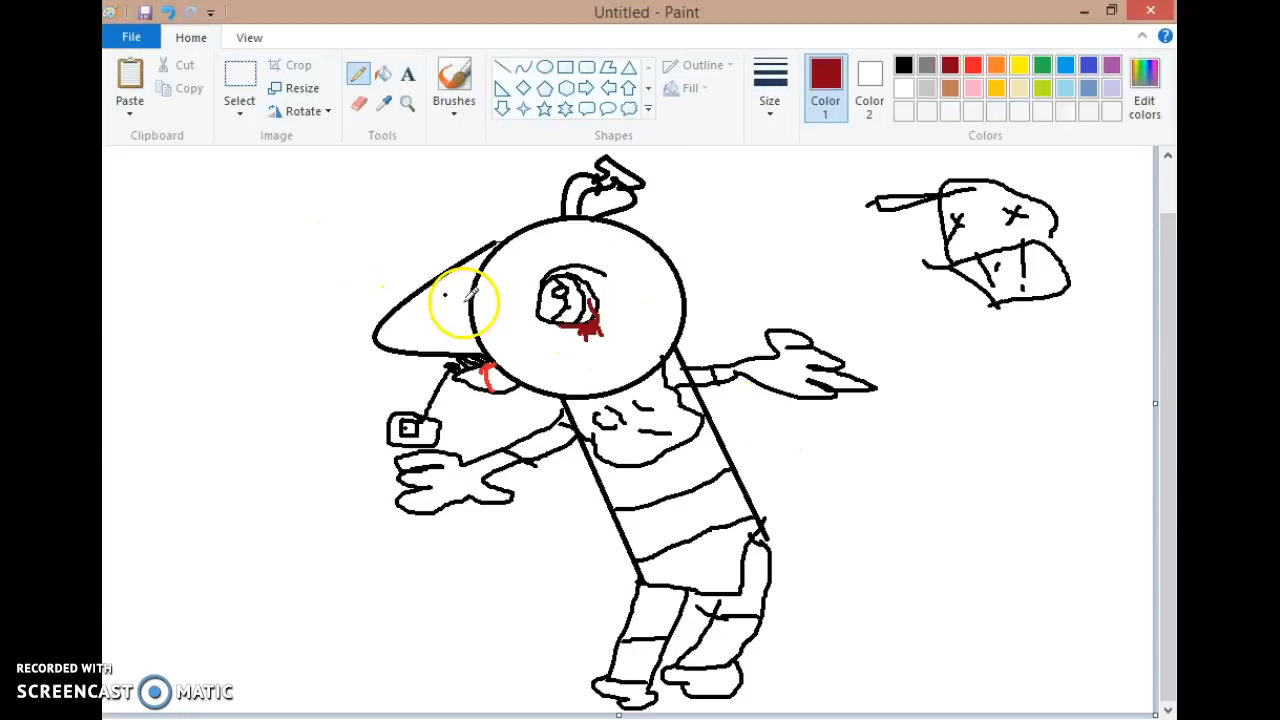 Untitled - Paint
File Home View
Paste
Cut
Copy
Clipboard
Select
Crop
Resize
Rotate
Image
A
Tools
Brushes
Shapes
Outline
Fill
Size
Color
1
Color
2
Colors
Edit
colors
RECORDED WITH
SCREENCAST MATIC